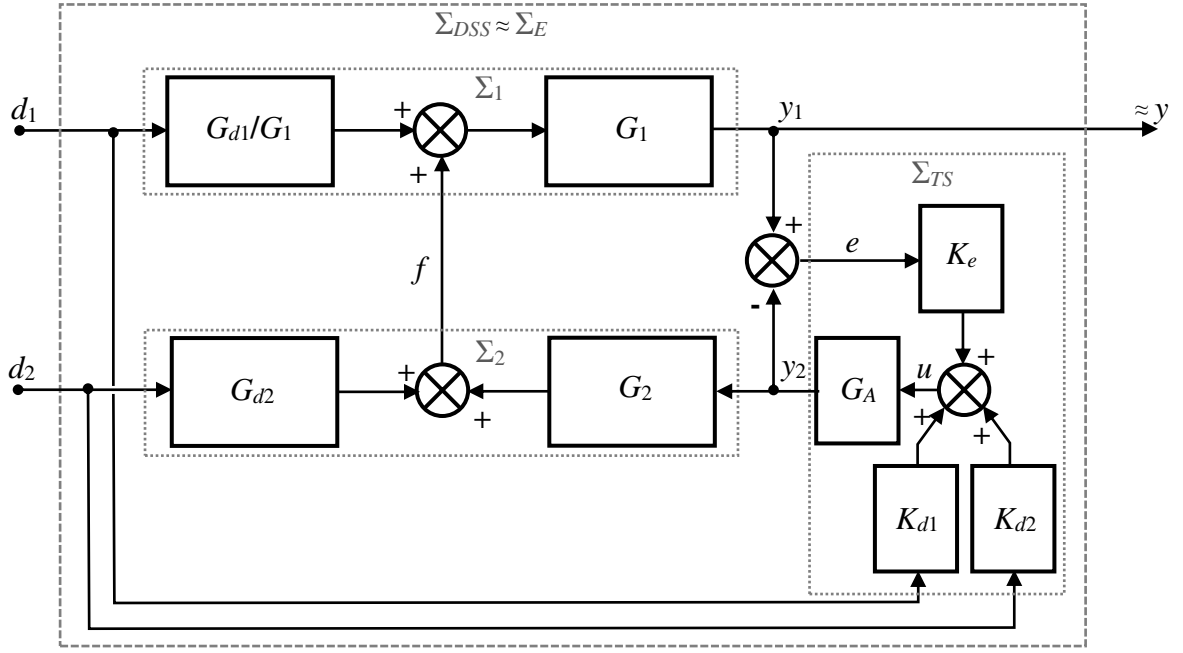 Σ_DSS ≈ Σ_E
d₁
G_d1/G₁
+
+
Σ₁
G₁
y₁
≈ y
Σ_TS
+
e
K_e
-
f
d₂
G_d2
+
+
Σ₂
G₂
y₂
G_A
u
+
+
+
K_d1
K_d2